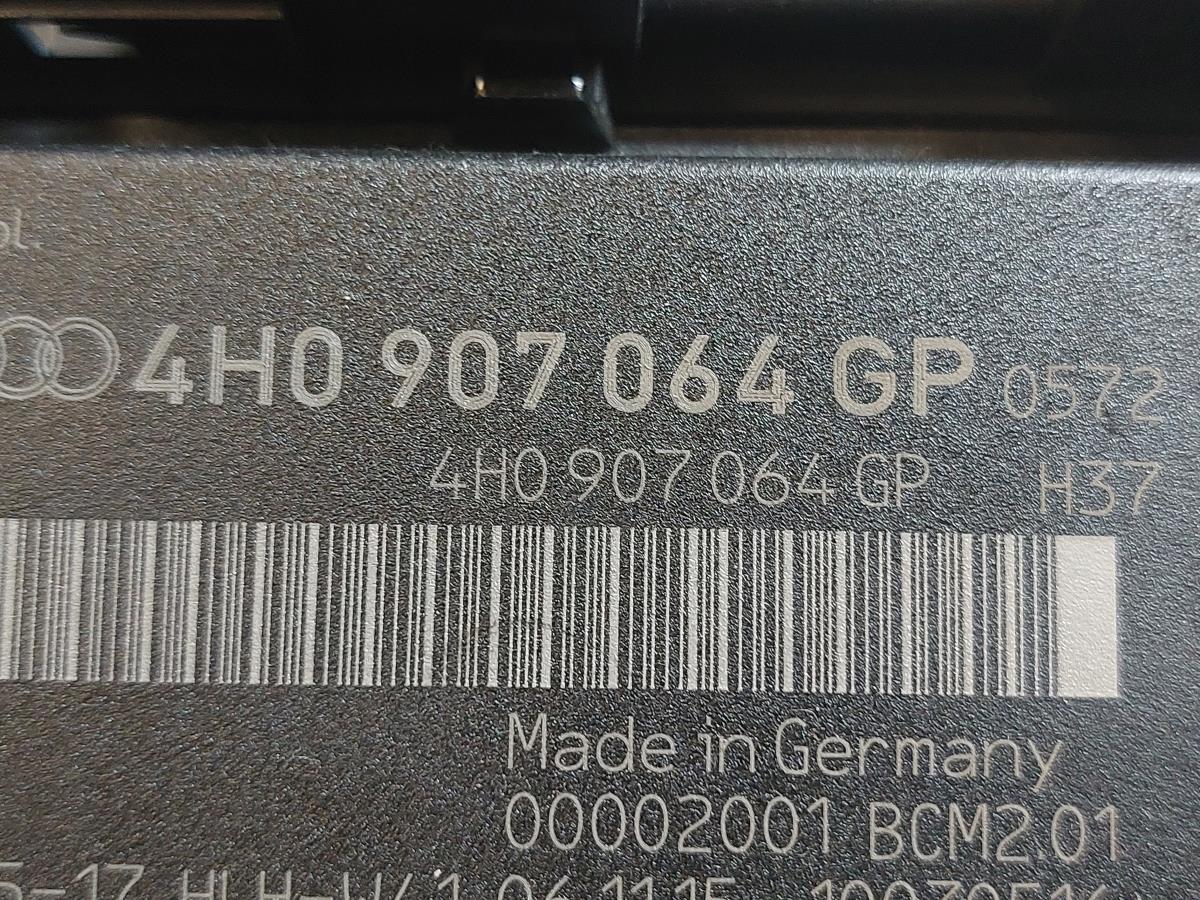 4H0 907 064 GP 0572
4H0 907 064 GP H37
Made in Germany
00002001 BCM2.01